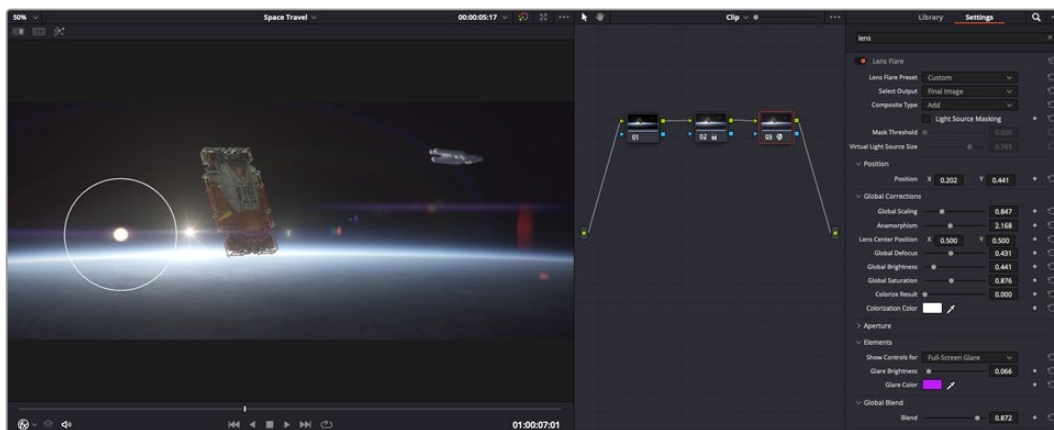 50% Space Travel 00:00:05:17 Clip Library Settings
lens
Lens Flare
Lens Flare Preset Custom
Select Output Final Image
Composite Type Add
Light Source Masking
Mask Threshold 0.000
Virtual Light Source Size 0.743
Position
Position X 0.202 Y 0.441
Global Corrections
Global Scaling 0.847
Anamorphism 2.168
Lens Center Position X 0.500 Y 0.500
Global Defocus 0.431
Global Brightness 0.441
Global Saturation 0.876
Colorize Result 0.000
Colorization Color
Aperture
Elements
Show Controls for Full-Screen Glare
Glare Brightness 0.066
Glare Color
Global Blend
Blend 0.872
01
02
03
fx 01:00:07:01